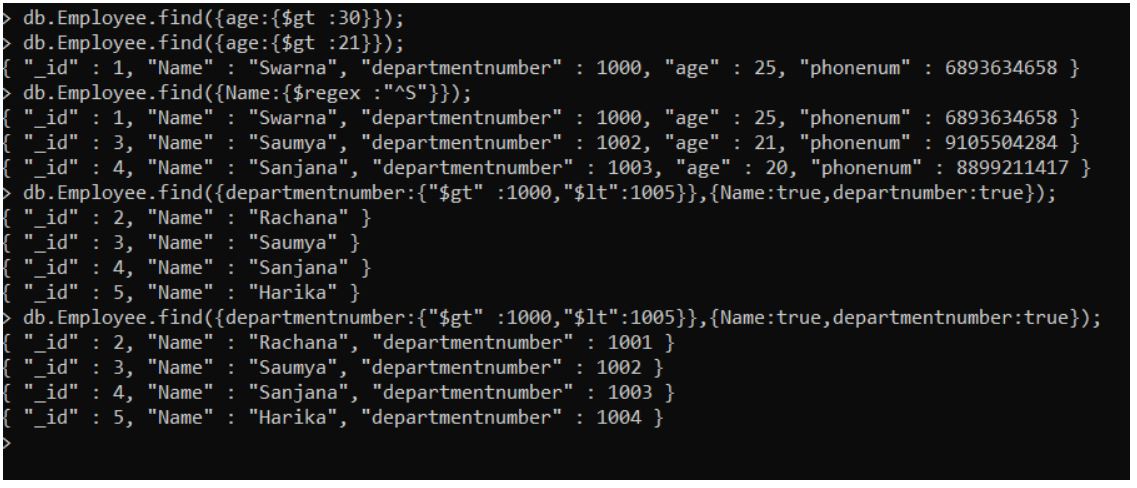 > db.Employee.find({age:{$gt :30}});
> db.Employee.find({age:{$gt :21}});
{ "_id" : 1, "Name" : "Swarna", "departmentnumber" : 1000, "age" : 25, "phonenum" : 6893634658 }
> db.Employee.find({Name:{$regex :"^S"}});
{ "_id" : 1, "Name" : "Swarna", "departmentnumber" : 1000, "age" : 25, "phonenum" : 6893634658 }
{ "_id" : 3, "Name" : "Saumya", "departmentnumber" : 1002, "age" : 21, "phonenum" : 9105504284 }
{ "_id" : 4, "Name" : "Sanjana", "departmentnumber" : 1003, "age" : 20, "phonenum" : 8899211417 }
> db.Employee.find({departmentnumber:{"$gt" :1000,"$lt":1005}},{Name:true,departnumber:true});
{ "_id" : 2, "Name" : "Rachana" }
{ "_id" : 3, "Name" : "Saumya" }
{ "_id" : 4, "Name" : "Sanjana" }
{ "_id" : 5, "Name" : "Harika" }
> db.Employee.find({departmentnumber:{"$gt" :1000,"$lt":1005}},{Name:true,departmentnumber:true});
{ "_id" : 2, "Name" : "Rachana", "departmentnumber" : 1001 }
{ "_id" : 3, "Name" : "Saumya", "departmentnumber" : 1002 }
{ "_id" : 4, "Name" : "Sanjana", "departmentnumber" : 1003 }
{ "_id" : 5, "Name" : "Harika", "departmentnumber" : 1004 }
>